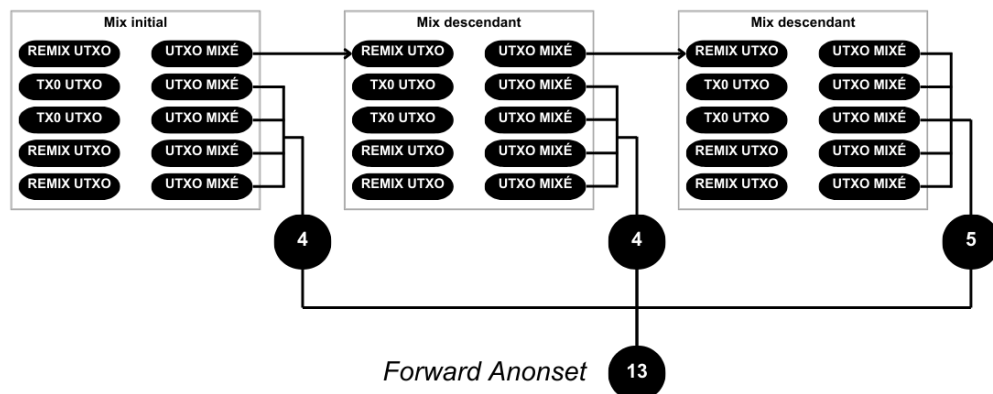 Mix initial Mix descendant Mix descendant
REMIX UTXO UTXO MIXÉ REMIX UTXO UTXO MIXÉ REMIX UTXO UTXO MIXÉ
TX0 UTXO UTXO MIXÉ TX0 UTXO UTXO MIXÉ TX0 UTXO UTXO MIXÉ
TX0 UTXO UTXO MIXÉ TX0 UTXO UTXO MIXÉ TX0 UTXO UTXO MIXÉ
REMIX UTXO UTXO MIXÉ REMIX UTXO UTXO MIXÉ REMIX UTXO UTXO MIXÉ
REMIX UTXO UTXO MIXÉ REMIX UTXO UTXO MIXÉ REMIX UTXO UTXO MIXÉ
4 4 5
Forward Anonset 13